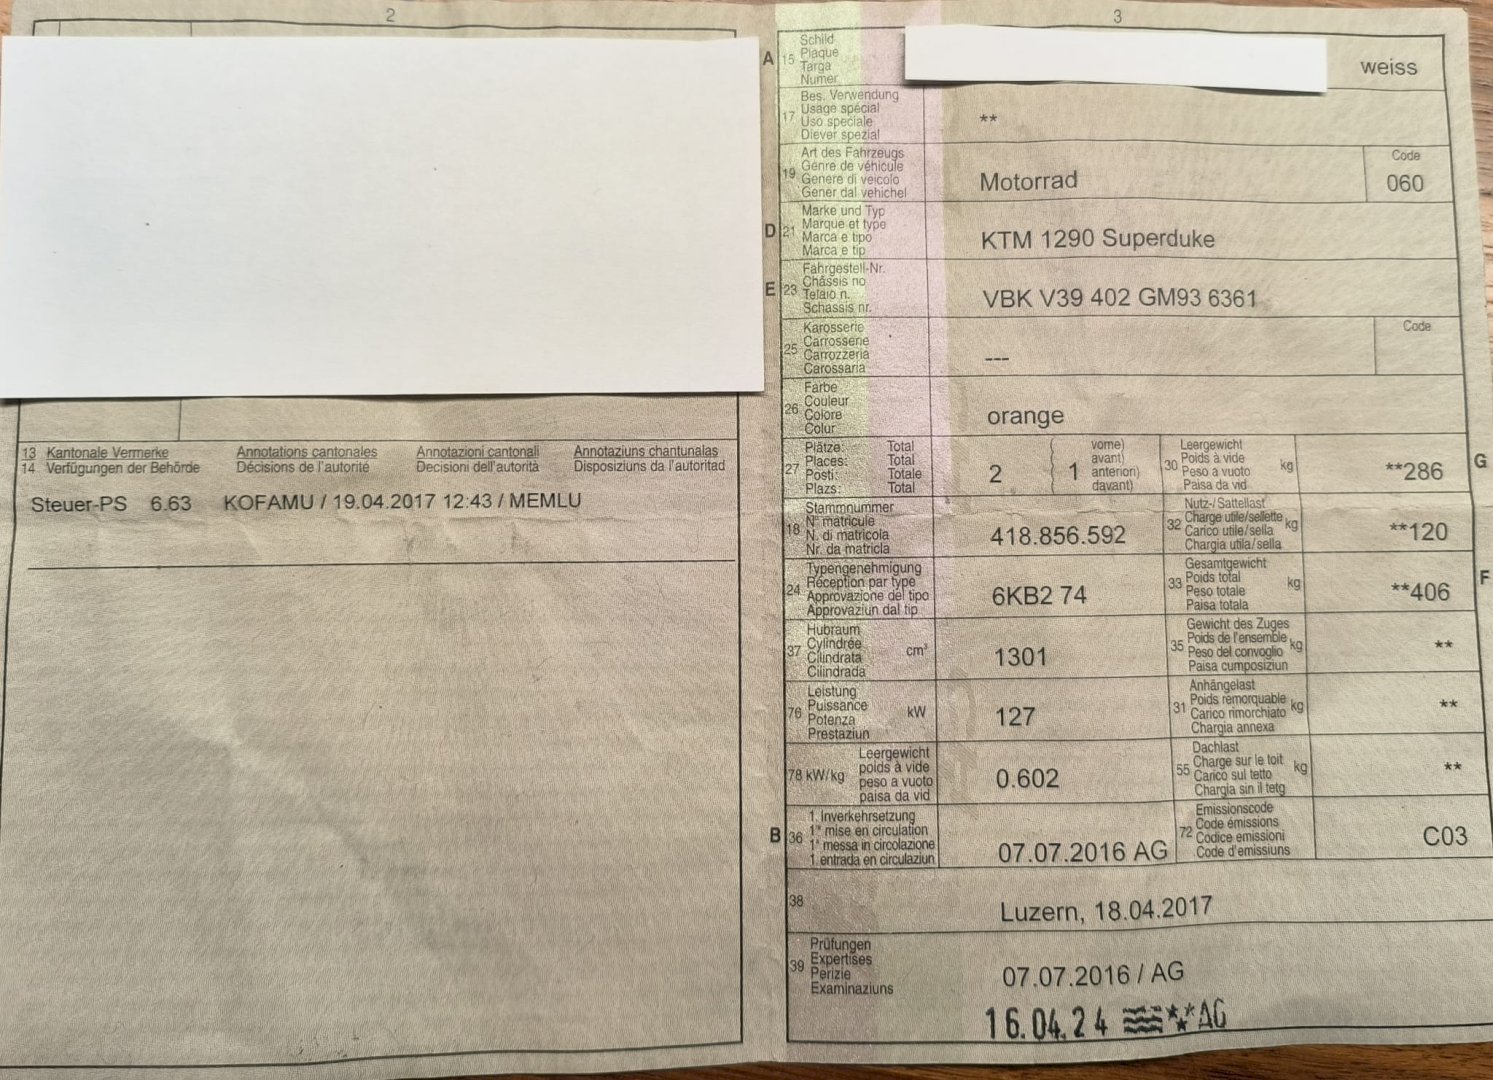 2
13 Kantonale Vermerke Annotations cantonales Annotazioni cantonali Annotaziuns chantunalas
14 Verfügungen der Behörde Décisions de l'autorité Decisioni dell'autorità Disposiziuns da l'autoritad
Steuer-PS 6.63 KOFAMU / 19.04.2017 12:43 / MEMLU
3
A 15 Schild
Plaque
Targa
Numer
weiss
17 Bes. Verwendung
Usage spécial
Uso speciale
Diever spezial
**
19 Art des Fahrzeugs
Genre de véhicule
Genere di veicolo
Gener dal vehichel
Motorrad
Code
060
D 21 Marke und Typ
Marque et type
Marca e tipo
Marca e tip
KTM 1290 Superduke
E 23 Fahrgestell-Nr.
Châssis no
Telaio n.
Schassis nr.
VBK V39 402 GM93 6361
25 Karosserie
Carrosserie
Carrozzeria
Carossaria
---
Code
26 Farbe
Couleur
Colore
Colur
orange
27 Plätze: Total
Places: Total
Posti: Totale
Plazs: Total
2
1
vorne)
avant)
anteriori)
davant)
30 Leergewicht
Poids à vide
Peso a vuoto
Paisa da vid
kg
**286
G
18 Stammnummer
N° matricule
N. di matricola
Nr. da matricla
418.856.592
32 Nutz-/Sattellast
Charge utile/sellette
Carico utile/sella
Chargia utila/sella
kg
**120
24 Typengenehmigung
Réception par type
Approvazione del tipo
Approvaziun dal tip
6KB2 74
33 Gesamtgewicht
Poids total
Peso totale
Paisa totala
kg
**406
F
37 Hubraum
Cylindrée
Cilindrata
Cilindrada
cm³
1301
35 Gewicht des Zuges
Poids de l'ensemble
Peso del convoglio
Paisa cumposiziun
kg
**
76 Leistung
Puissance
Potenza
Prestaziun
kW
127
31 Anhängelast
Poids remorquable
Carico rimorchiato
Chargia annexa
kg
**
78 kW/kg
Leergewicht
poids à vide
peso a vuoto
paisa da vid
0.602
55 Dachlast
Charge sur le toit
Carico sul tetto
Chargia sin il tetg
kg
**
B 36 1. Inverkehrsetzung
1ʳᵉ mise en circulation
1ª messa in circolazione
1. entrada en circulaziun
07.07.2016 AG
72 Emissionscode
Code émissions
Codice emissioni
Code d'emissiuns
C03
38
Luzern, 18.04.2017
39 Prüfungen
Expertises
Perizie
Examinaziuns
07.07.2016 / AG
16.04.24 AG